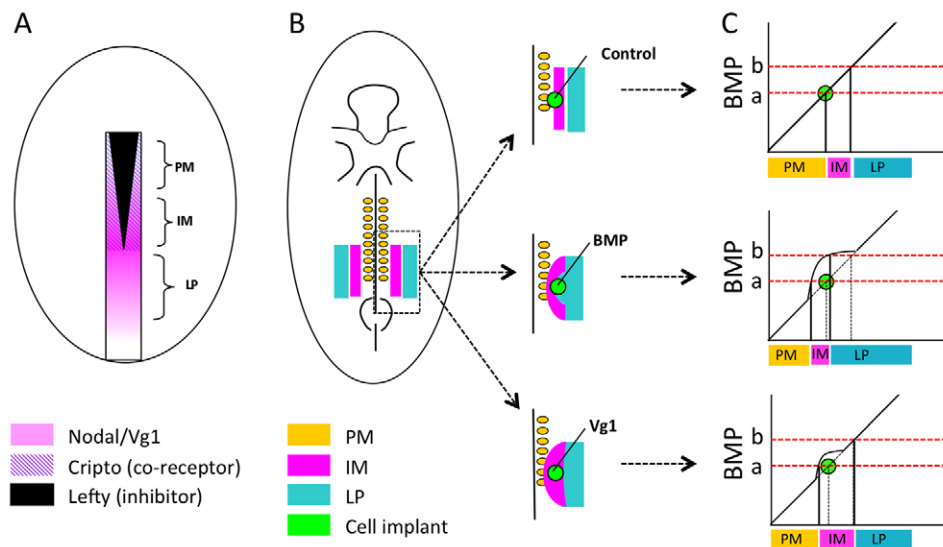 A
PM
IM
LP
Nodal/Vg1
Cripto (co-receptor)
Lefty (inhibitor)
B
PM
IM
LP
Cell implant
Control
BMP
Vg1
C
BMP
b
a
PM IM LP
BMP
b
a
PM IM LP
BMP
b
a
PM IM LP